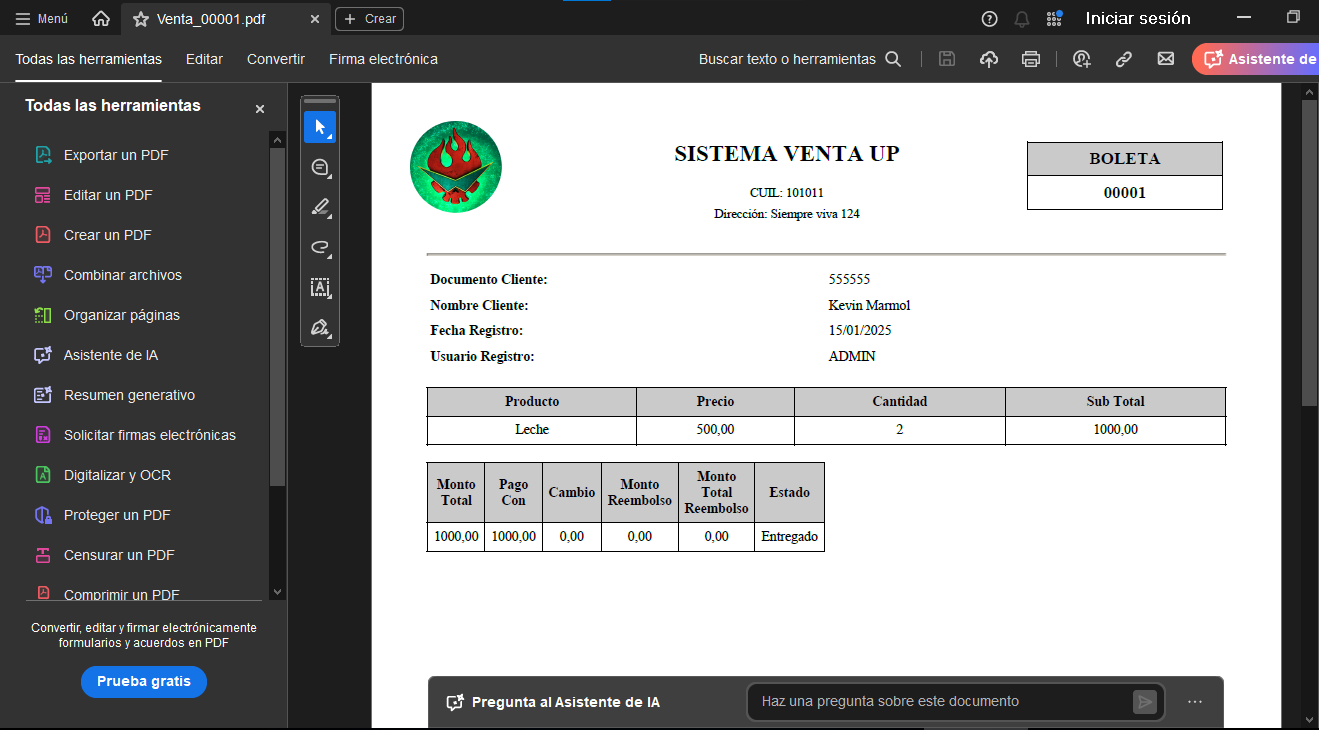 Menú
Venta_00001.pdf
Crear
Iniciar sesión
Todas las herramientas
Editar
Convertir
Firma electrónica
Buscar texto o herramientas
Asistente de
Todas las herramientas
Exportar un PDF
Editar un PDF
Crear un PDF
Combinar archivos
Organizar páginas
Asistente de IA
Resumen generativo
Solicitar firmas electrónicas
Digitalizar y OCR
Proteger un PDF
Censurar un PDF
Comprimir un PDF
Convertir, editar y firmar electrónicamente
formularios y acuerdos en PDF
Prueba gratis
SISTEMA VENTA UP
CUIL: 101011
Dirección: Siempre viva 124
BOLETA
00001
Documento Cliente: 555555
Nombre Cliente: Kevin Marmol
Fecha Registro: 15/01/2025
Usuario Registro: ADMIN
Producto Precio Cantidad Sub Total
Leche 500,00 2 1000,00
Monto Total Pago Con Cambio Monto Reembolso Monto Total Reembolso Estado
1000,00 1000,00 0,00 0,00 0,00 Entregado
Pregunta al Asistente de IA
Haz una pregunta sobre este documento